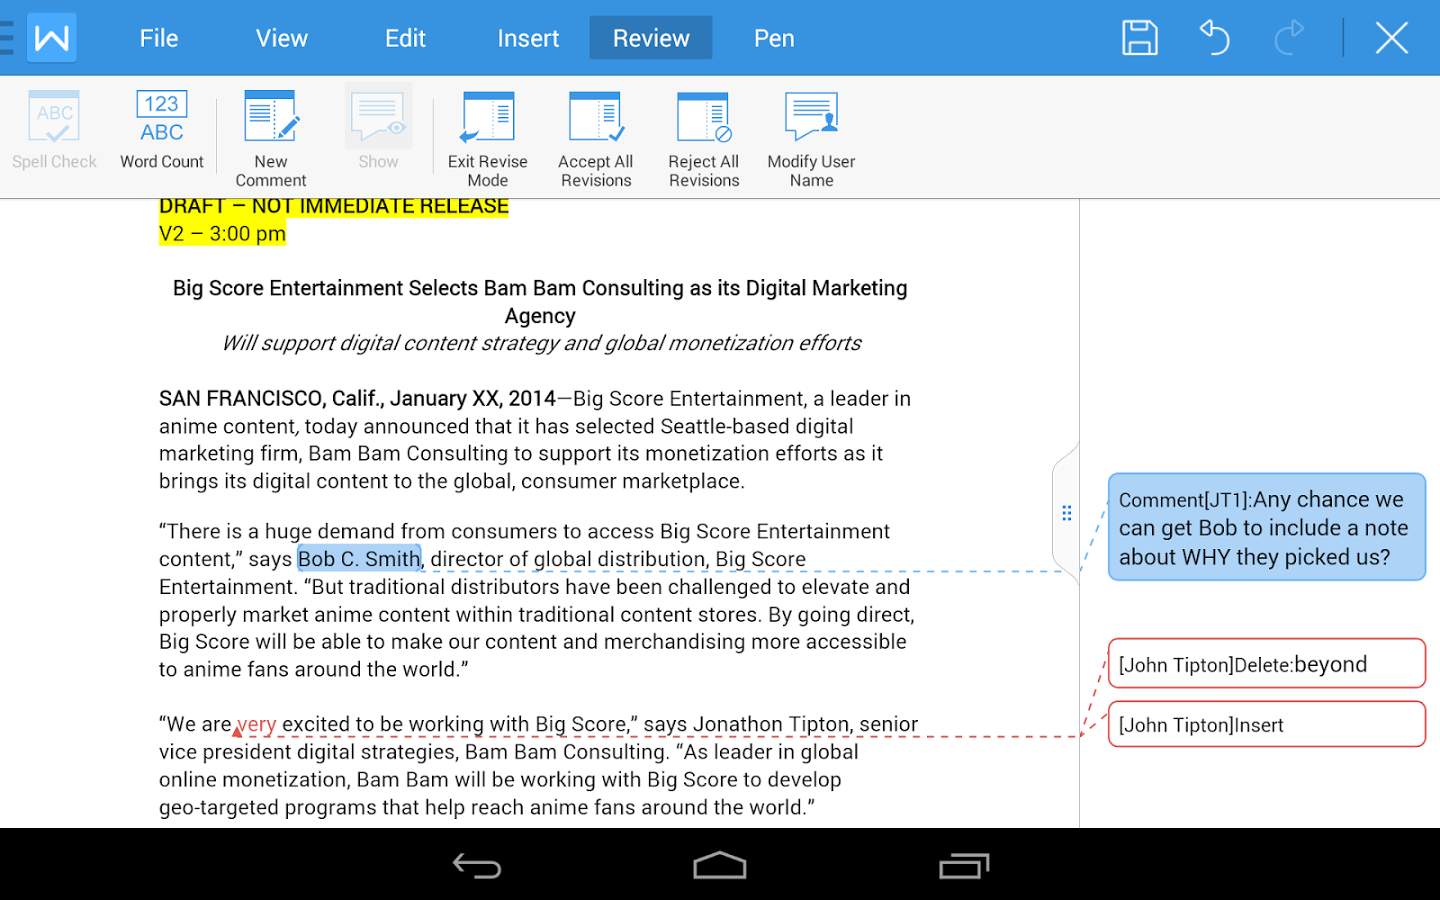 File View Edit Insert Review Pen
ABC
Spell Check
123
ABC
Word Count
New
Comment
Show
Exit Revise
Mode
Accept All
Revisions
Reject All
Revisions
Modify User
Name
DRAFT – NOT IMMEDIATE RELEASE
V2 – 3:00 pm
Big Score Entertainment Selects Bam Bam Consulting as its Digital Marketing
Agency
Will support digital content strategy and global monetization efforts
SAN FRANCISCO, Calif., January XX, 2014—Big Score Entertainment, a leader in
anime content, today announced that it has selected Seattle-based digital
marketing firm, Bam Bam Consulting to support its monetization efforts as it
brings its digital content to the global, consumer marketplace.
“There is a huge demand from consumers to access Big Score Entertainment
content,” says Bob C. Smith, director of global distribution, Big Score
Entertainment. “But traditional distributors have been challenged to elevate and
properly market anime content within traditional content stores. By going direct,
Big Score will be able to make our content and merchandising more accessible
to anime fans around the world.”
“We are very excited to be working with Big Score,” says Jonathon Tipton, senior
vice president digital strategies, Bam Bam Consulting. “As leader in global
online monetization, Bam Bam will be working with Big Score to develop
geo-targeted programs that help reach anime fans around the world.”
Comment[JT1]:Any chance we
can get Bob to include a note
about WHY they picked us?
[John Tipton]Delete:beyond
[John Tipton]Insert